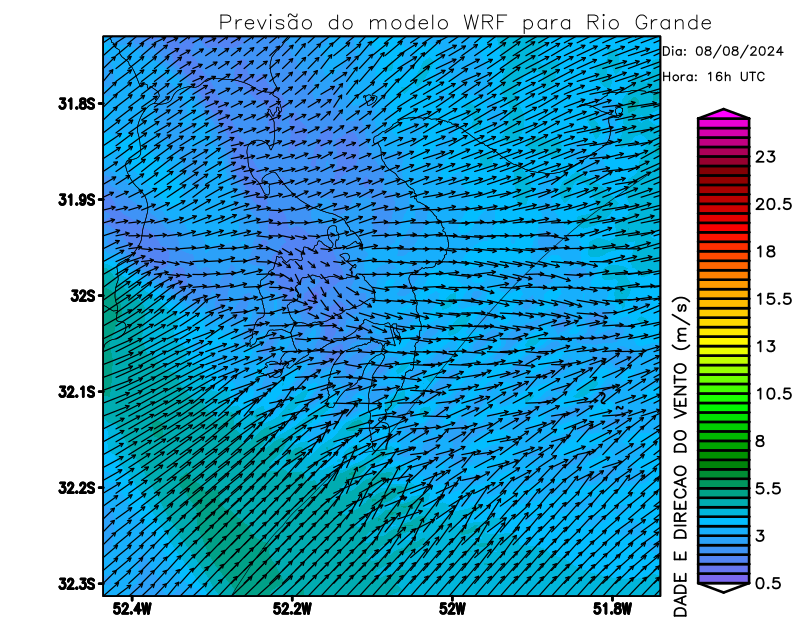 Previsão do modelo WRF para Rio Grande
Dia: 08/08/2024
Hora: 16h UTC
31.8S
31.9S
32S
32.1S
32.2S
32.3S
52.4W
52.2W
52W
51.8W
DADE E DIRECAO DO VENTO (m/s)
23
20.5
18
15.5
13
10.5
8
5.5
3
0.5